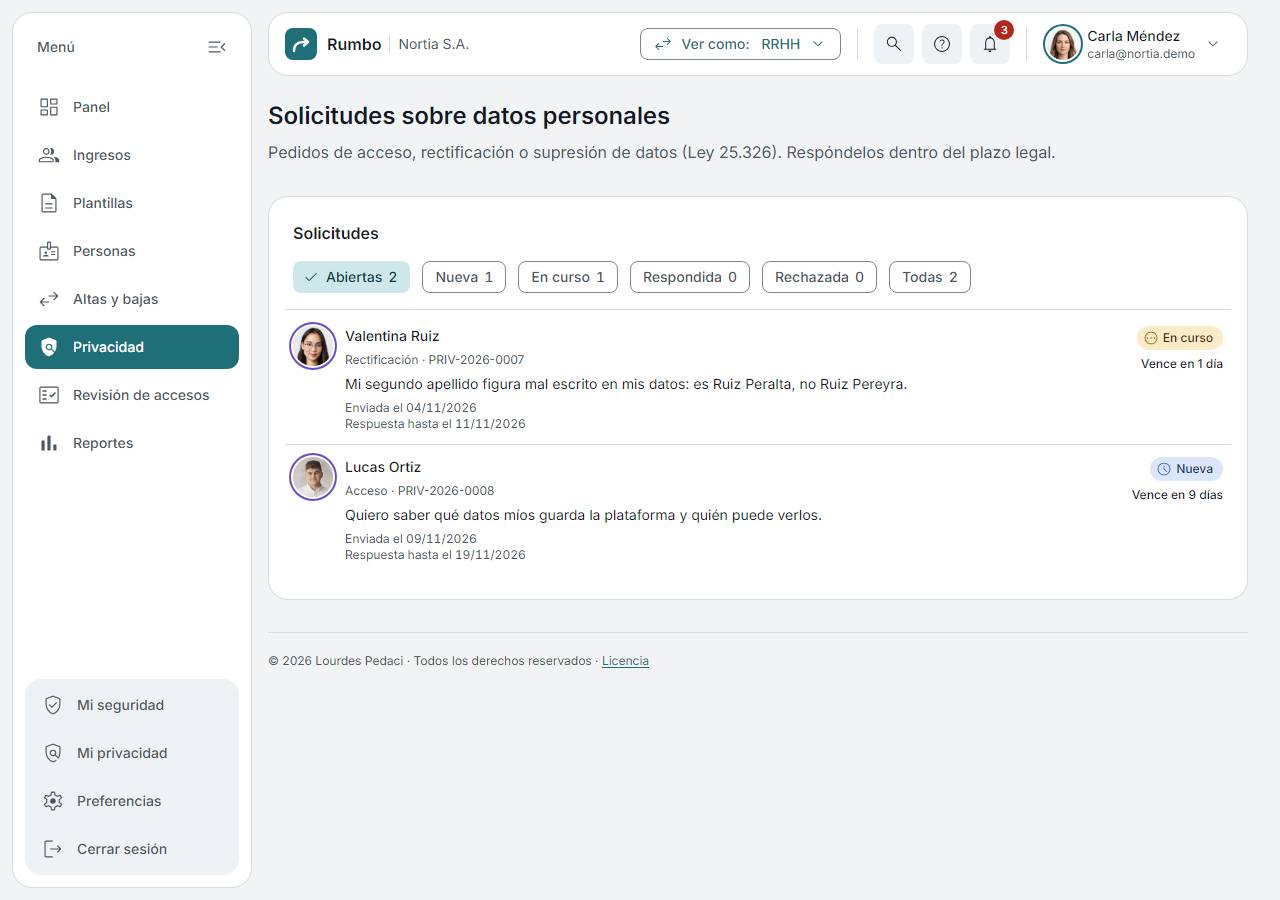 Menú
Panel
Ingresos
Plantillas
Personas
Altas y bajas
Privacidad
Revisión de accesos
Reportes
Mi seguridad
Mi privacidad
Preferencias
Cerrar sesión
Rumbo
Nortia S.A.
Ver como: RRHH
3
Carla Méndez
carla@nortia.demo
Solicitudes sobre datos personales
Pedidos de acceso, rectificación o supresión de datos (Ley 25.326). Respóndelos dentro del plazo legal.
Solicitudes
Abiertas 2
Nueva 1
En curso 1
Respondida 0
Rechazada 0
Todas 2
Valentina Ruiz
En curso
Rectificación · PRIV-2026-0007
Vence en 1 día
Mi segundo apellido figura mal escrito en mis datos: es Ruiz Peralta, no Ruiz Pereyra.
Enviada el 04/11/2026
Respuesta hasta el 11/11/2026
Lucas Ortiz
Nueva
Acceso · PRIV-2026-0008
Vence en 9 días
Quiero saber qué datos míos guarda la plataforma y quién puede verlos.
Enviada el 09/11/2026
Respuesta hasta el 19/11/2026
© 2026 Lourdes Pedaci · Todos los derechos reservados · Licencia